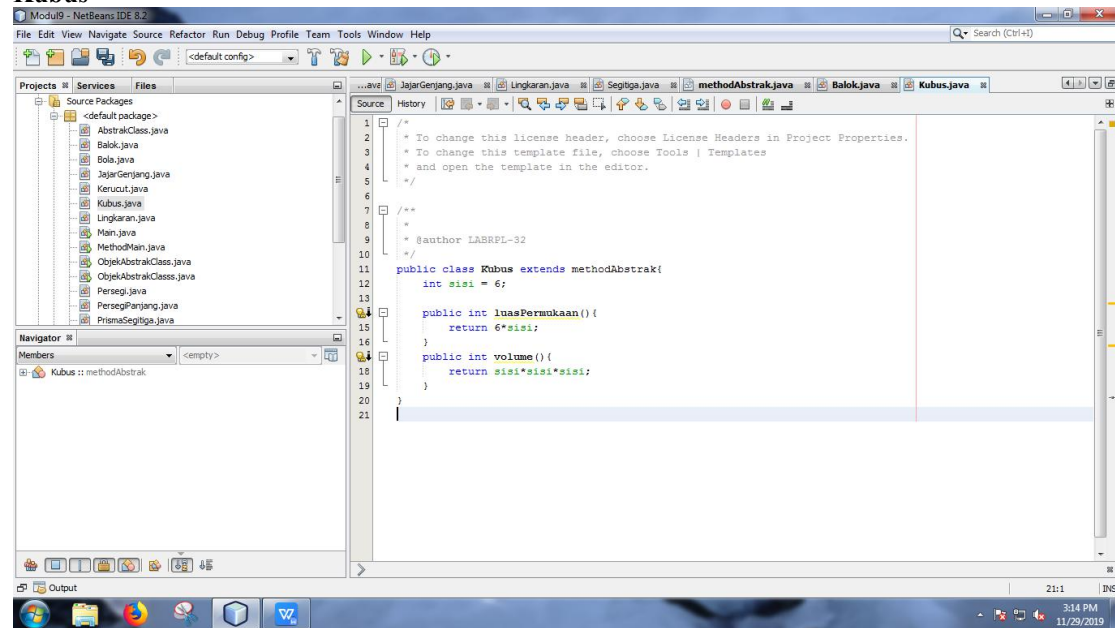 Kubus
Modul9 - NetBeans IDE 8.2
File Edit View Navigate Source Refactor Run Debug Profile Team Tools Window Help
Search (Ctrl+I)
<default config>
Projects Services Files
Source Packages
<default package>
AbstrakClass.java
Balok.java
Bola.java
JajarGenjang.java
Kerucut.java
Kubus.java
Lingkaran.java
Main.java
MethodMain.java
ObjekAbstrakClass.java
ObjekAbstrakClasss.java
Persegi.java
PersegiPanjang.java
PrismaSegitiga.java
Navigator
Members <empty>
Kubus :: methodAbstrak
...ava JajarGenjang.java Lingkaran.java Segitiga.java methodAbstrak.java Balok.java Kubus.java
Source History
1 /*
2 * To change this license header, choose License Headers in Project Properties.
3 * To change this template file, choose Tools | Templates
4 * and open the template in the editor.
5 */
6
7 /**
8 *
9 * @author LABRPL-32
10 */
11 public class Kubus extends methodAbstrak{
12 int sisi = 6;
13
public int luasPermukaan(){
15 return 6*sisi;
16 }
public int volume(){
18 return sisi*sisi*sisi;
19 }
20 }
21
Output
21:1 INS
3:14 PM
11/29/2019